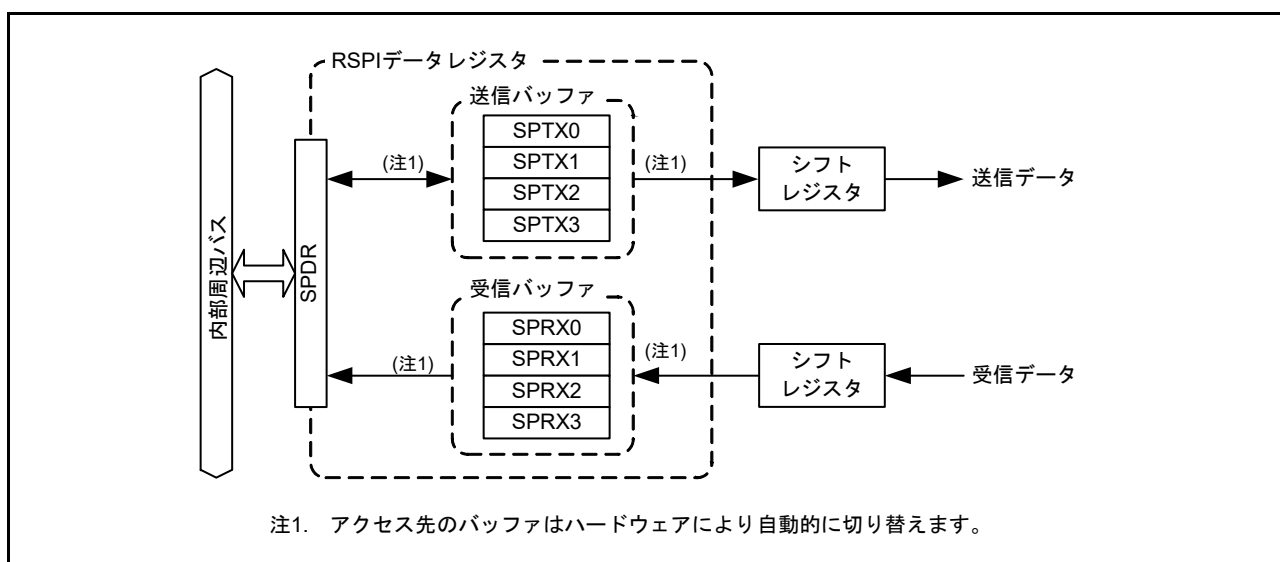 RSPIデータレジスタ
送信バッファ
SPTX0
SPTX1
SPTX2
SPTX3
(注1)
(注1)
シフト
レジスタ
送信データ
内部周辺バス
SPDR
受信バッファ
SPRX0
SPRX1
SPRX2
SPRX3
(注1)
(注1)
シフト
レジスタ
受信データ
注1. アクセス先のバッファはハードウェアにより自動的に切り替えます。